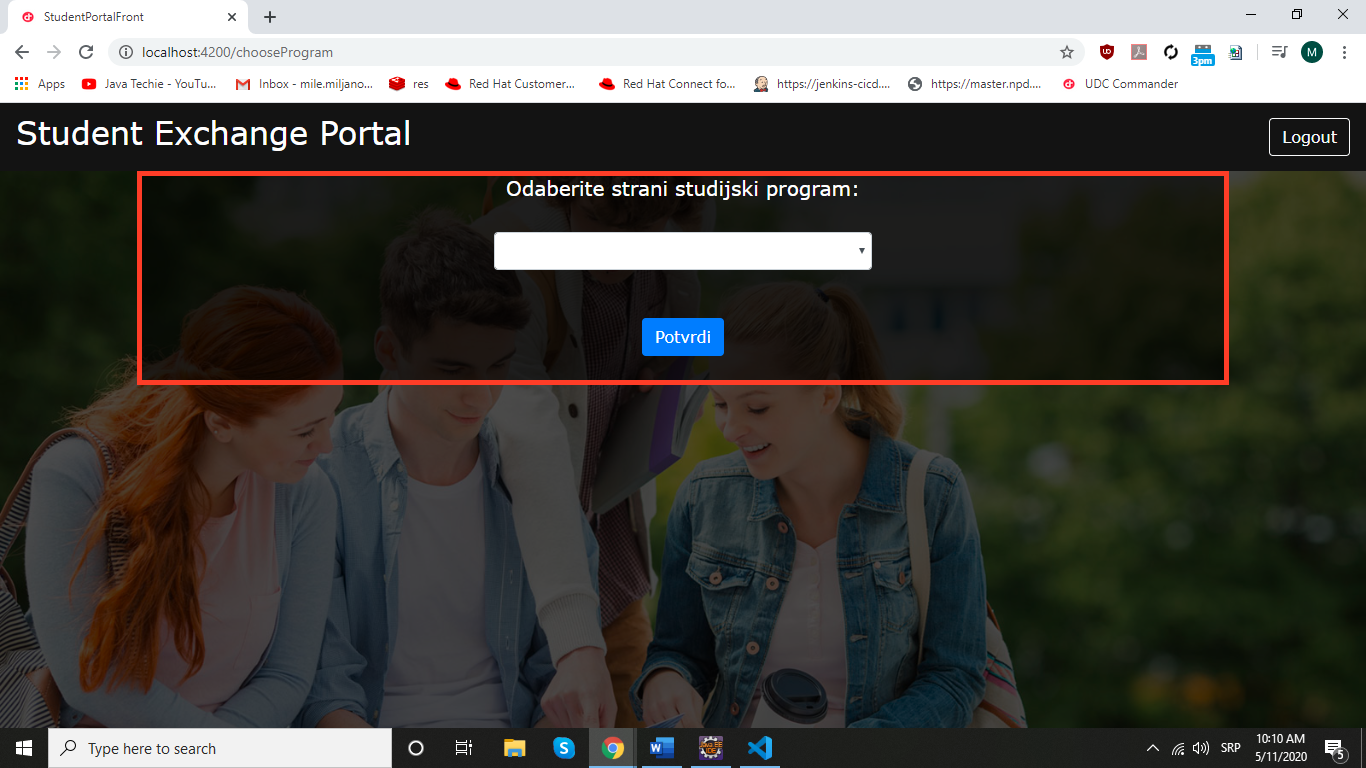 StudentPortalFront
localhost:4200/chooseProgram
3pm
M
Apps
Java Techie - YouTu...
Inbox - mile.miljano...
res
Red Hat Customer...
Red Hat Connect fo...
https://jenkins-cicd....
https://master.npd....
UDC Commander
Student Exchange Portal
Logout
Odaberite strani studijski program:
Potvrdi
Type here to search
SRP
10:10 AM
5/11/2020
5